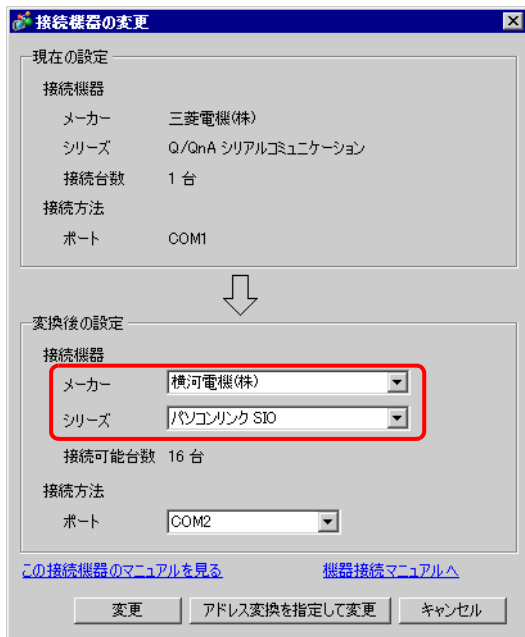 接続機器の変更
現在の設定
接続機器
メーカー 三菱電機(株)
シリーズ Q/QnA シリアルコミュニケーション
接続台数 1 台
接続方法
ポート COM1
変換後の設定
接続機器
メーカー 横河電機(株)
シリーズ パソコンリンク SIO
接続可能台数 16 台
接続方法
ポート COM2
この接続機器のマニュアルを見る 機器接続マニュアルへ
変更 アドレス変換を指定して変更 キャンセル